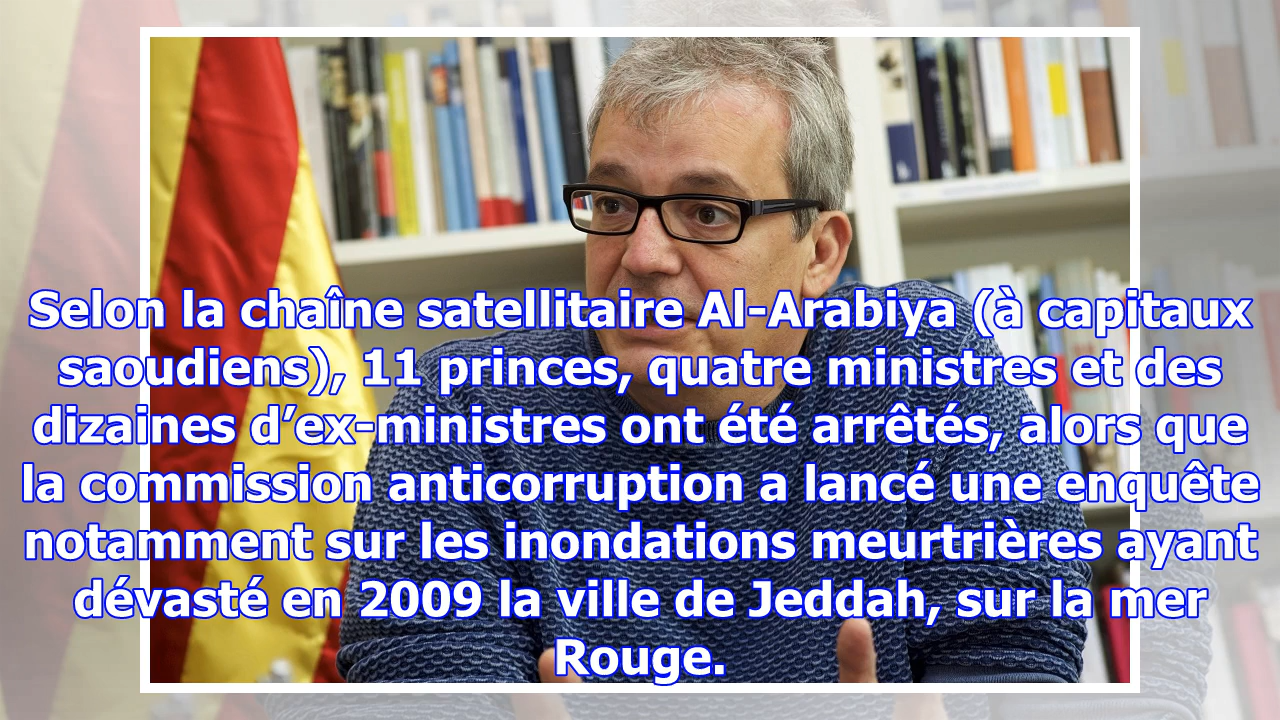 Selon la chaîne satellitaire Al-Arabiya (à capitaux
saoudiens), 11 princes, quatre ministres et des
dizaines d’ex-ministres ont été arrêtés, alors que
la commission anticorruption a lancé une enquête
notamment sur les inondations meurtrières ayant
dévasté en 2009 la ville de Jeddah, sur la mer
Rouge.